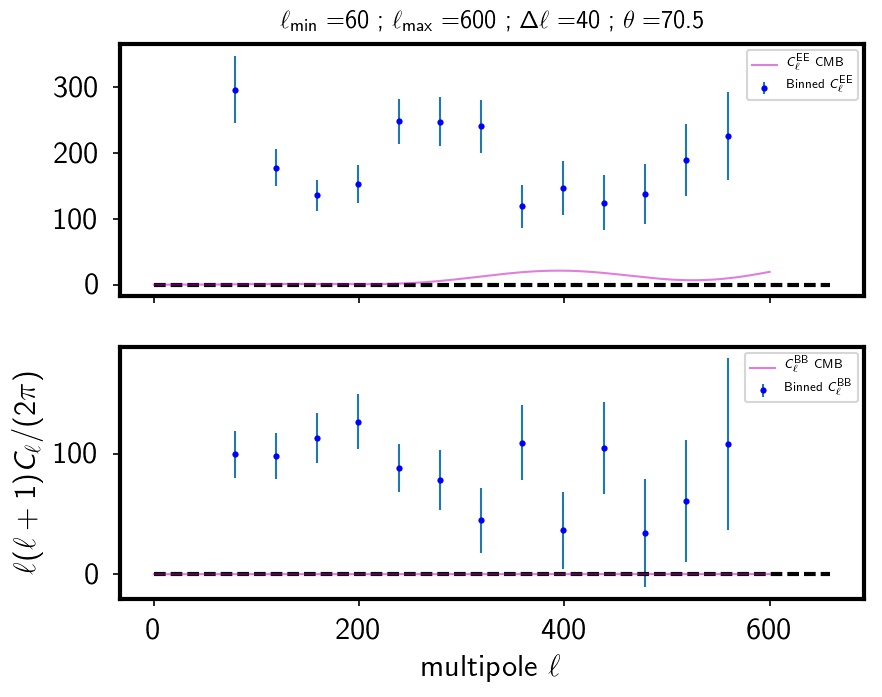 ℓmin =60 ; ℓmax =600 ; Δℓ =40 ; θ =70.5
300
200
100
0
C_ℓ^EE CMB
Binned C_ℓ^EE
ℓ(ℓ + 1)C_ℓ/(2π)
100
0
C_ℓ^BB CMB
Binned C_ℓ^BB
0 200 400 600
multipole ℓ